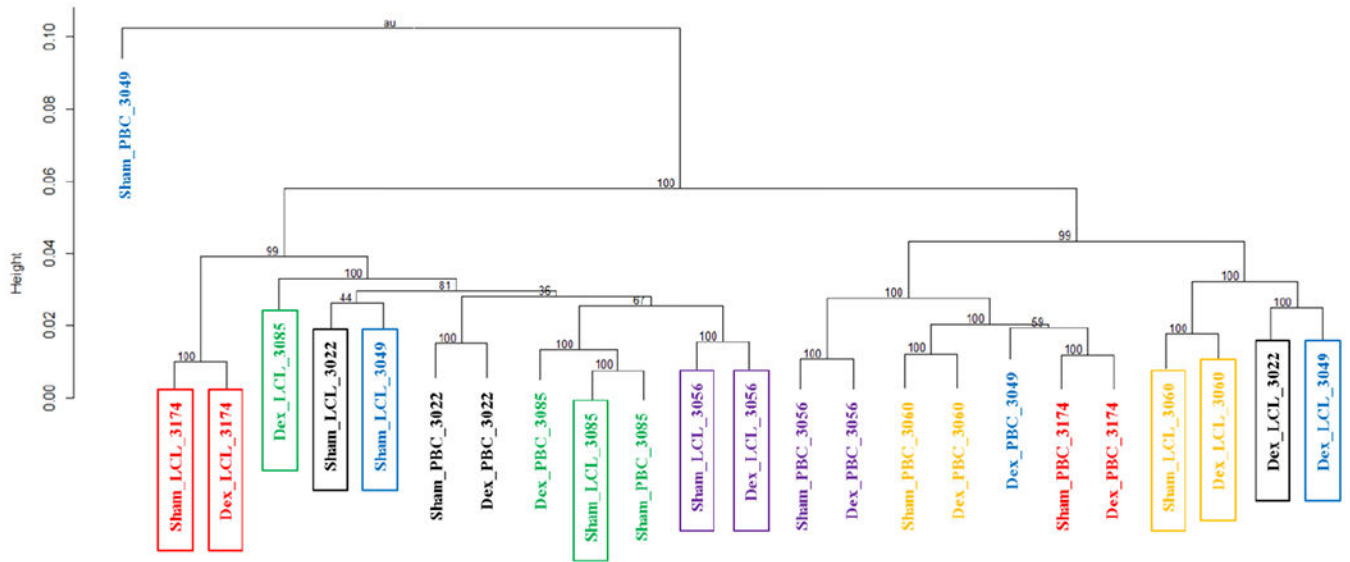 au
0.10
0.08
0.06
0.04
0.02
0.00
Height
100
99
99
100
100
81
44
36
67
100
100
100
100
100
100
100
100
59
100
100
100
100
Sham_PBC_3049
Sham_LCL_3174
Dex_LCL_3174
Dex_LCL_3085
Sham_LCL_3022
Sham_LCL_3049
Sham_PBC_3022
Dex_PBC_3022
Dex_PBC_3085
Sham_LCL_3085
Sham_PBC_3085
Sham_LCL_3056
Dex_LCL_3056
Sham_PBC_3056
Dex_PBC_3056
Sham_PBC_3060
Dex_PBC_3060
Dex_PBC_3049
Sham_PBC_3174
Dex_PBC_3174
Sham_LCL_3060
Dex_LCL_3060
Dex_LCL_3022
Dex_LCL_3049